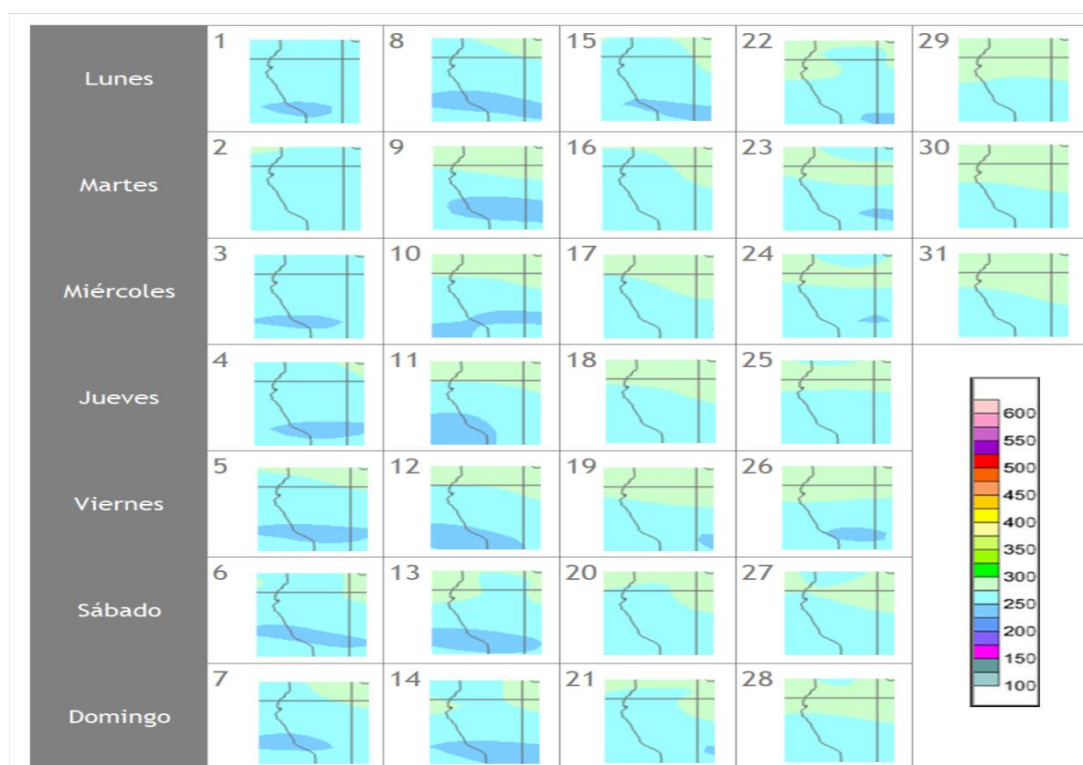 Lunes 1 8 15 22 29
Martes 2 9 16 23 30
Miércoles 3 10 17 24 31
Jueves 4 11 18 25
Viernes 5 12 19 26
Sábado 6 13 20 27
Domingo 7 14 21 28
600
550
500
450
400
350
300
250
200
150
100